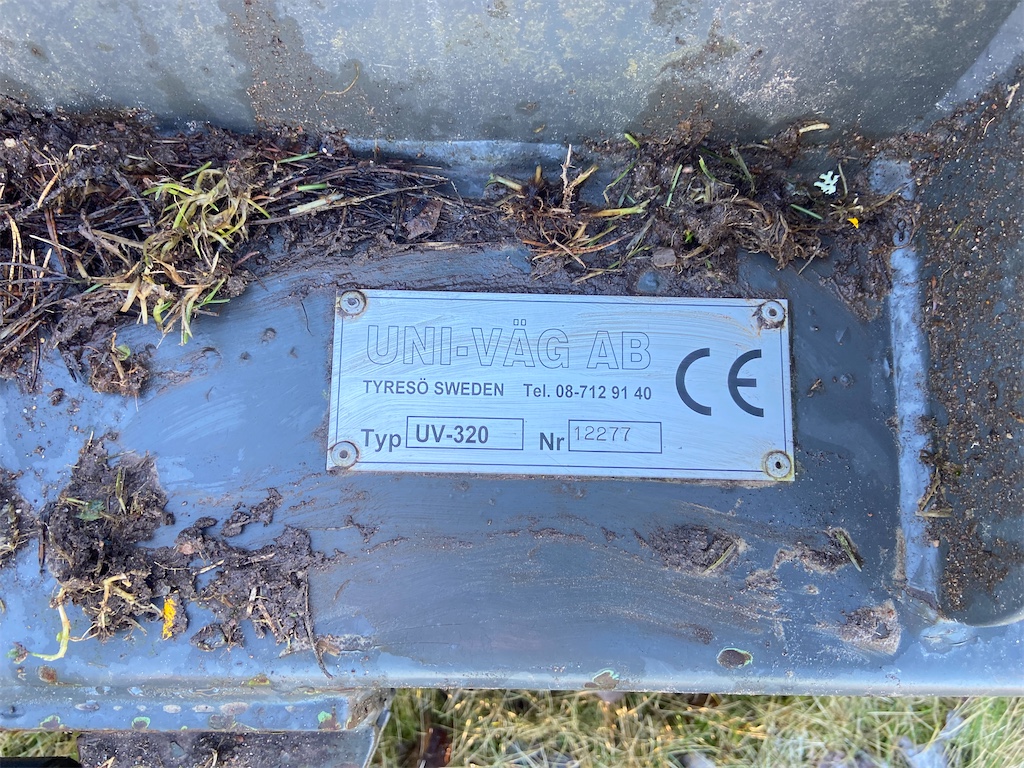 UNI-VÄG AB
TYRESÖ SWEDEN Tel. 08-712 91 40
CE
Typ UV-320 Nr 12277